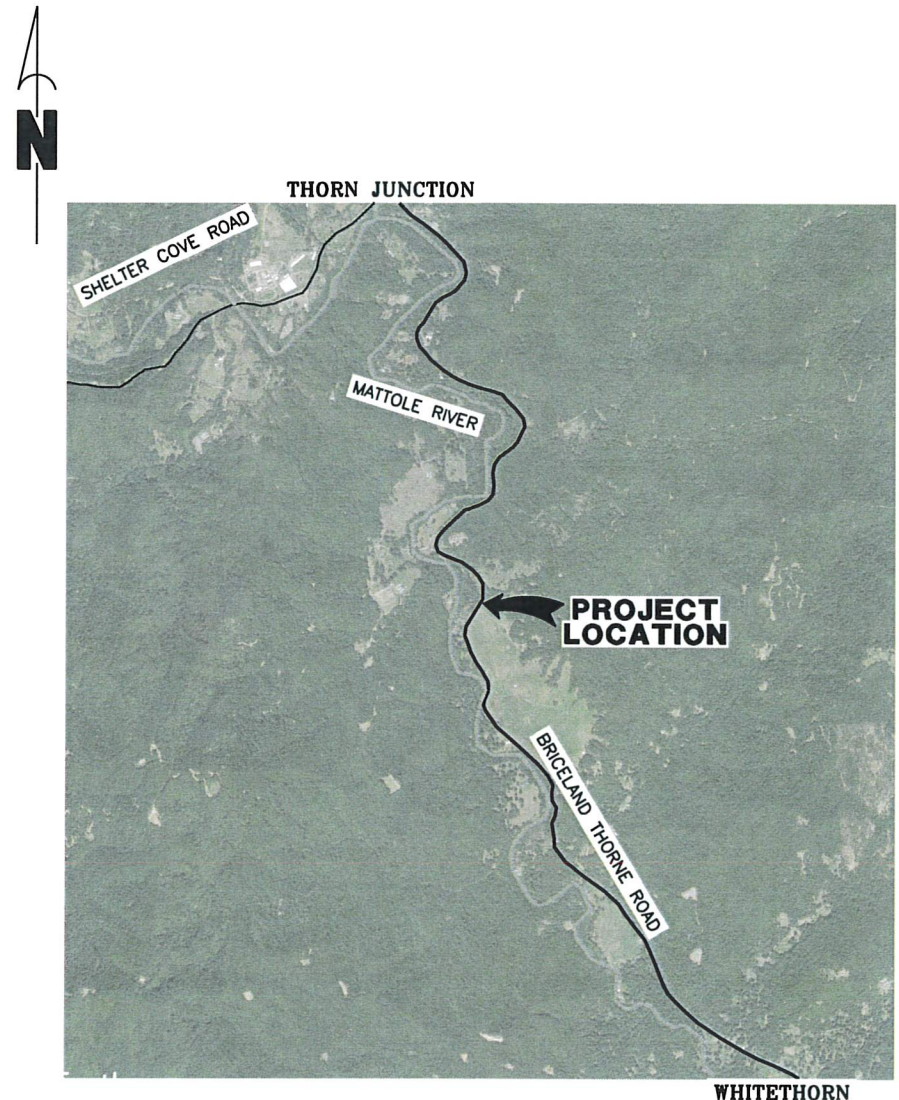 N
THORN JUNCTION
SHELTER COVE ROAD
MATTOLE RIVER
PROJECT
LOCATION
BRICELAND THORNE ROAD
WHITETHORN